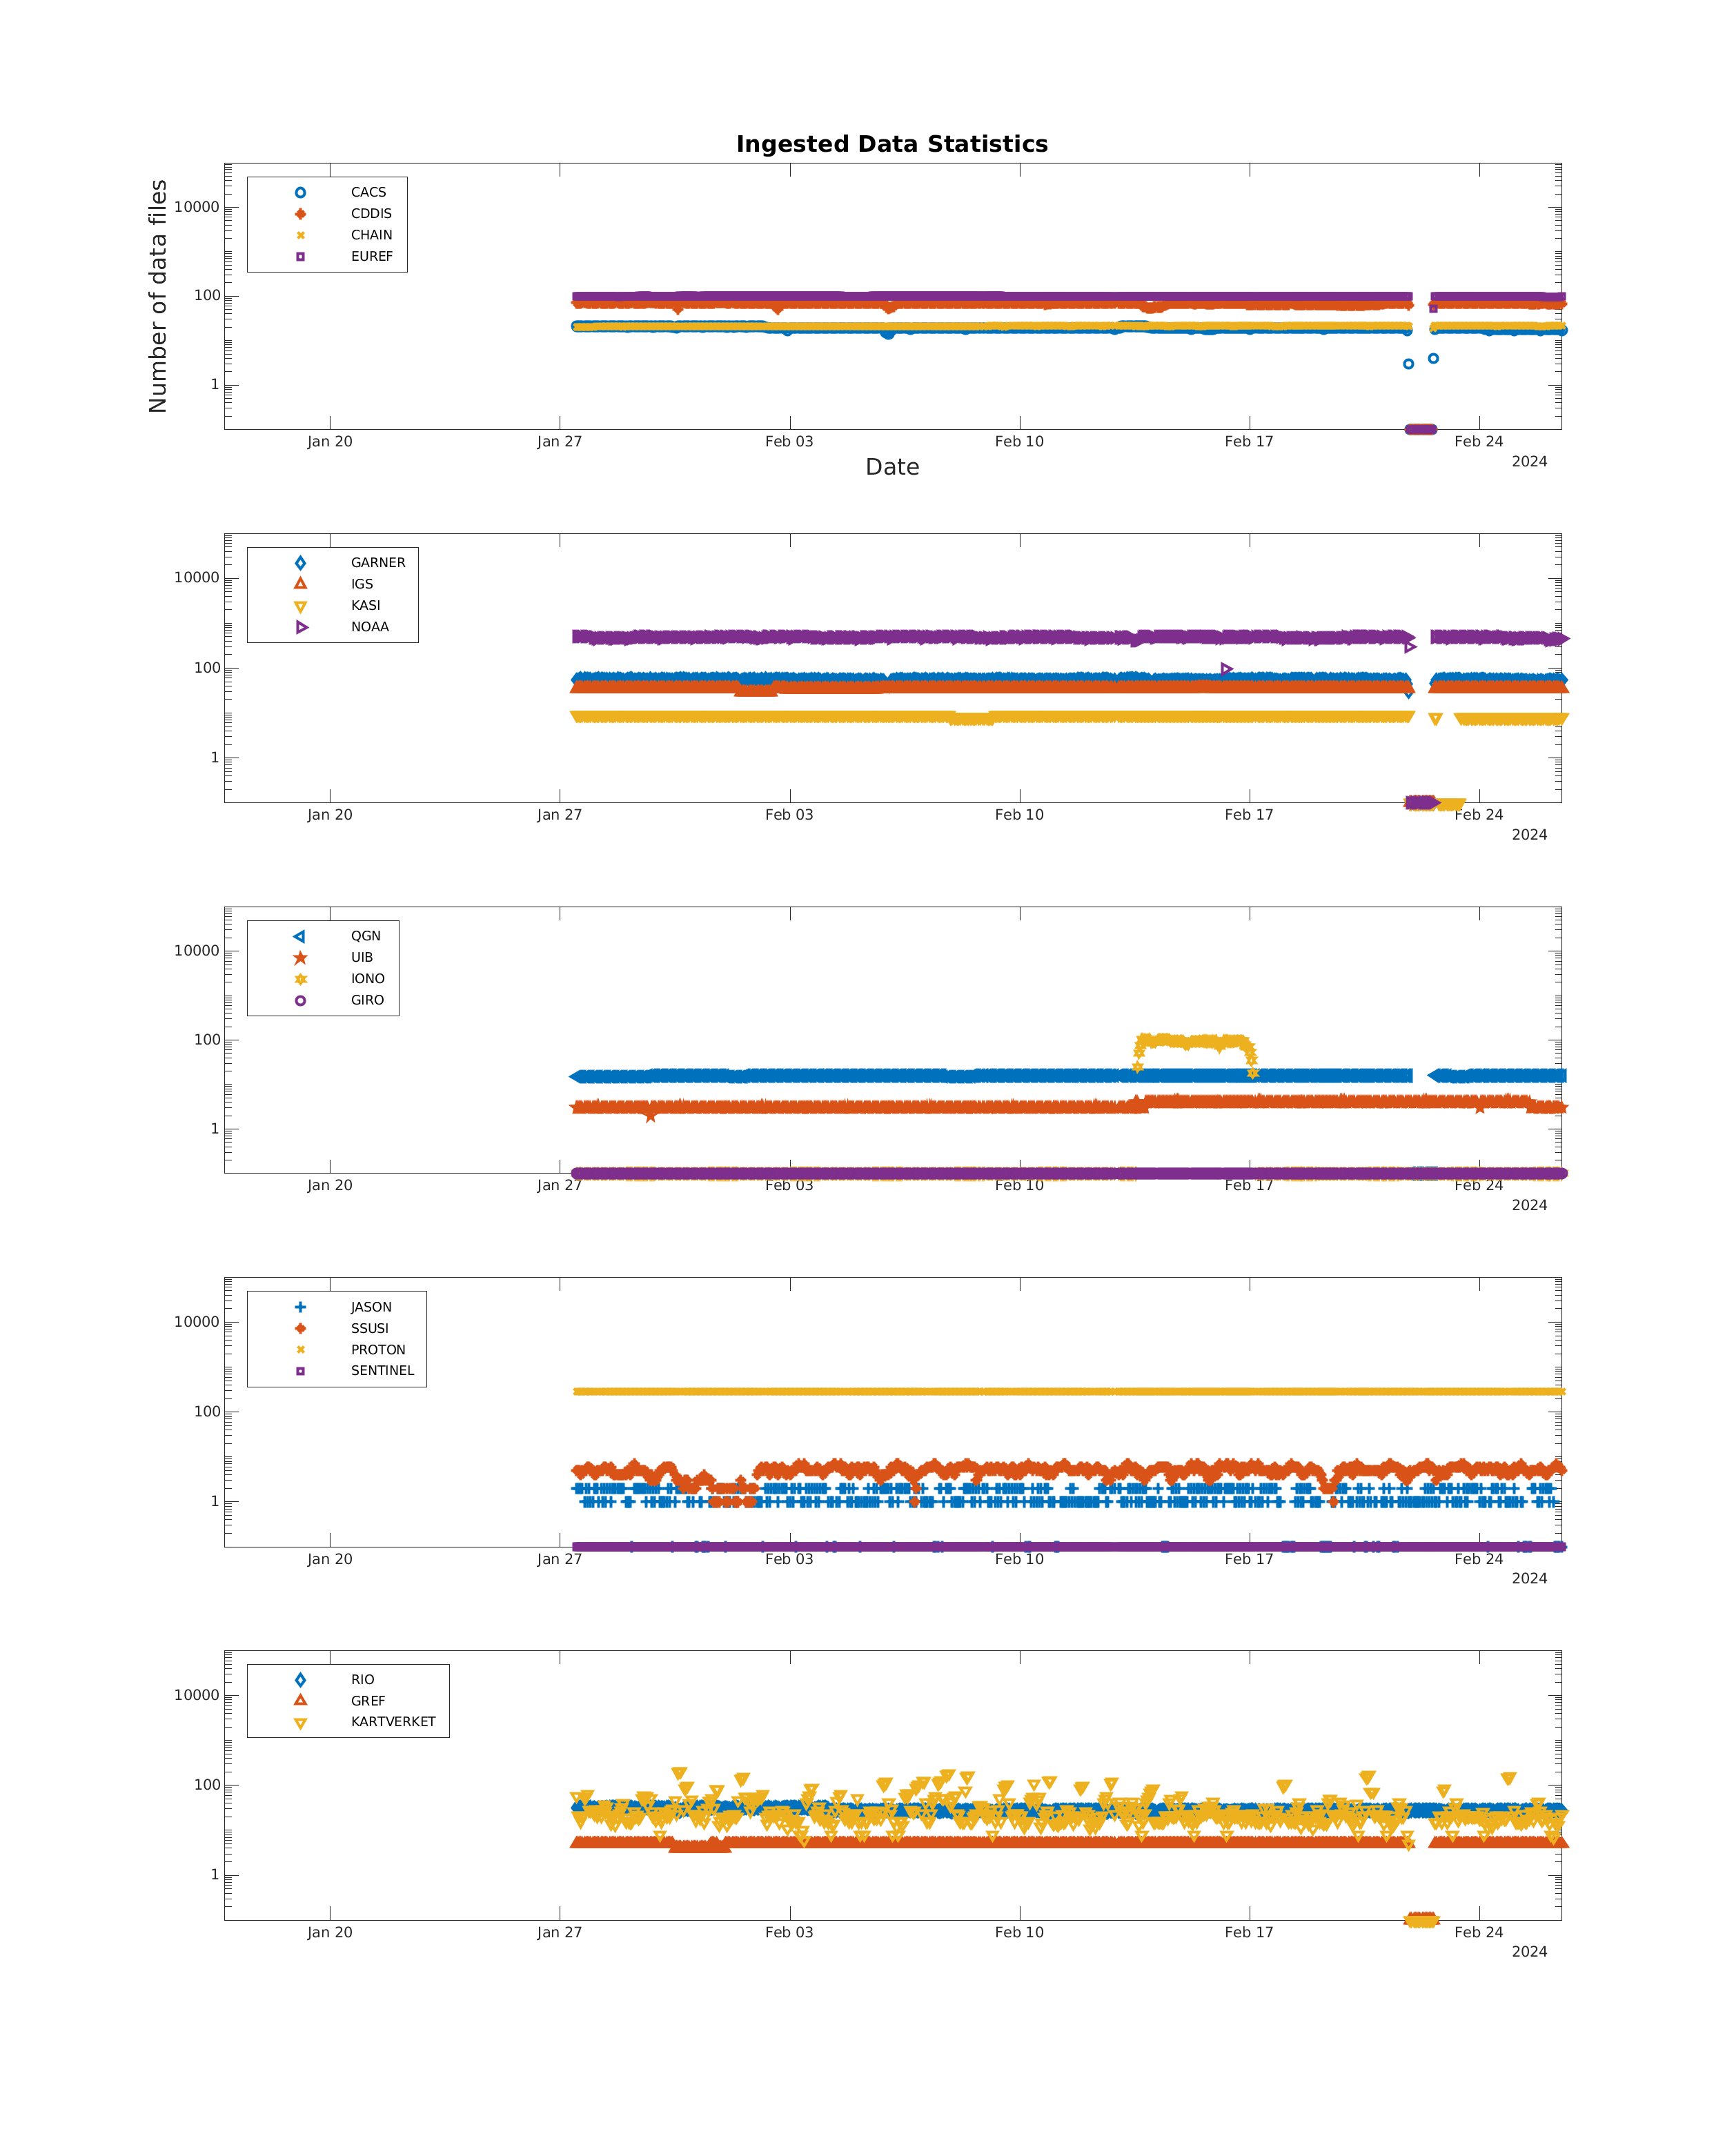 Ingested Data Statistics
Number of data files
10000
100
1
CACS
CDDIS
CHAIN
EUREF
Jan 20
Jan 27
Feb 03
Feb 10
Feb 17
Feb 24
2024
Date
10000
100
1
GARNER
IGS
KASI
NOAA
Jan 20
Jan 27
Feb 03
Feb 10
Feb 17
Feb 24
2024
10000
100
1
QGN
UIB
IONO
GIRO
Jan 20
Jan 27
Feb 03
Feb 10
Feb 17
Feb 24
2024
10000
100
1
JASON
SSUSI
PROTON
SENTINEL
Jan 20
Jan 27
Feb 03
Feb 10
Feb 17
Feb 24
2024
10000
100
1
RIO
GREF
KARTVERKET
Jan 20
Jan 27
Feb 03
Feb 10
Feb 17
Feb 24
2024